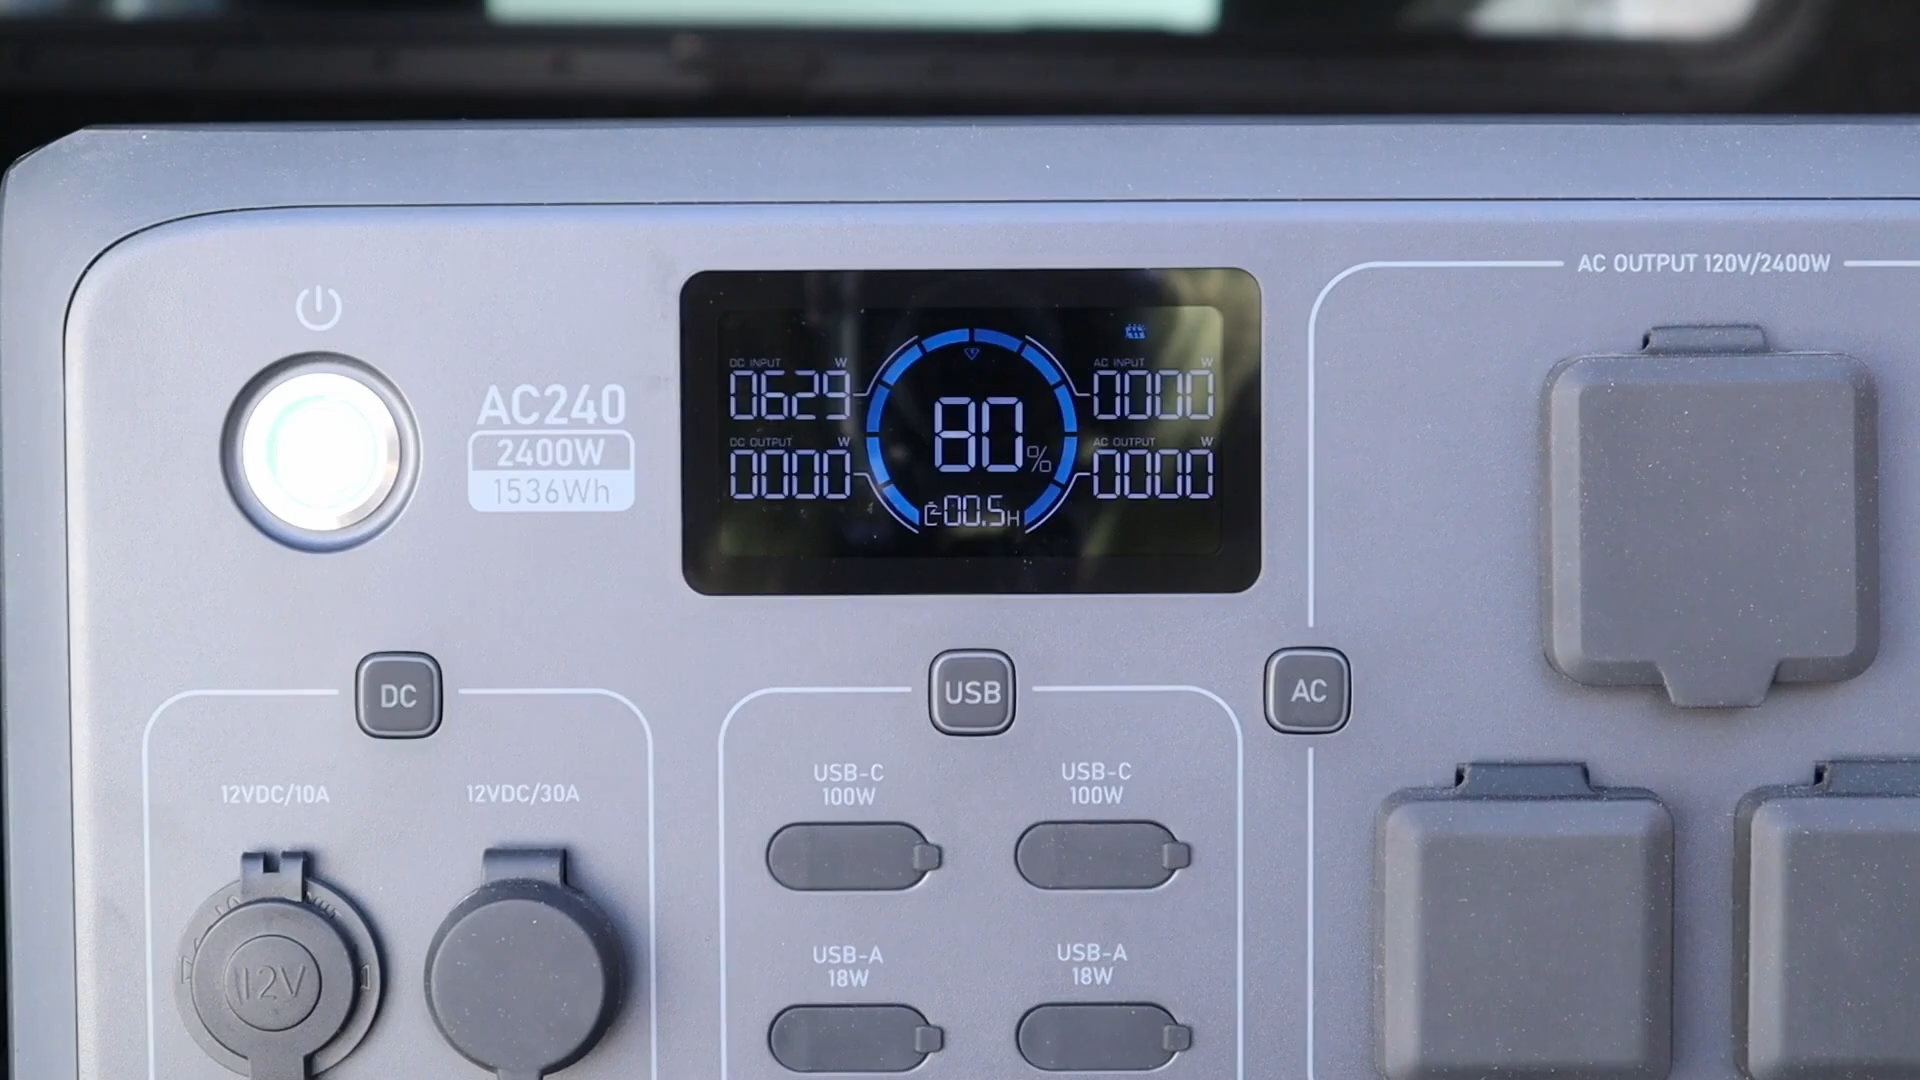 AC OUTPUT 120V/2400W
AC240
2400W
1536Wh
DC INPUT W
0629
DC OUTPUT W
0000
80%
00.5H
AC INPUT W
0000
AC OUTPUT W
0000
DC
USB
AC
12VDC/10A
12VDC/30A
12V
USB-C
100W
USB-C
100W
USB-A
18W
USB-A
18W